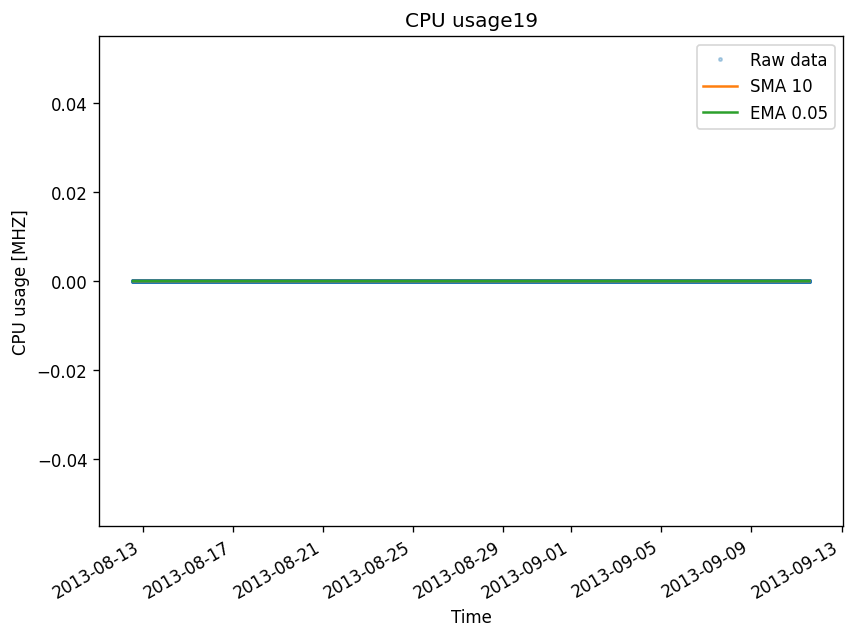 CPU usage19
Raw data
SMA 10
EMA 0.05
0.04
0.02
0.00
−0.02
−0.04
CPU usage [MHZ]
2013-08-13
2013-08-17
2013-08-21
2013-08-25
2013-08-29
2013-09-01
2013-09-05
2013-09-09
2013-09-13
Time